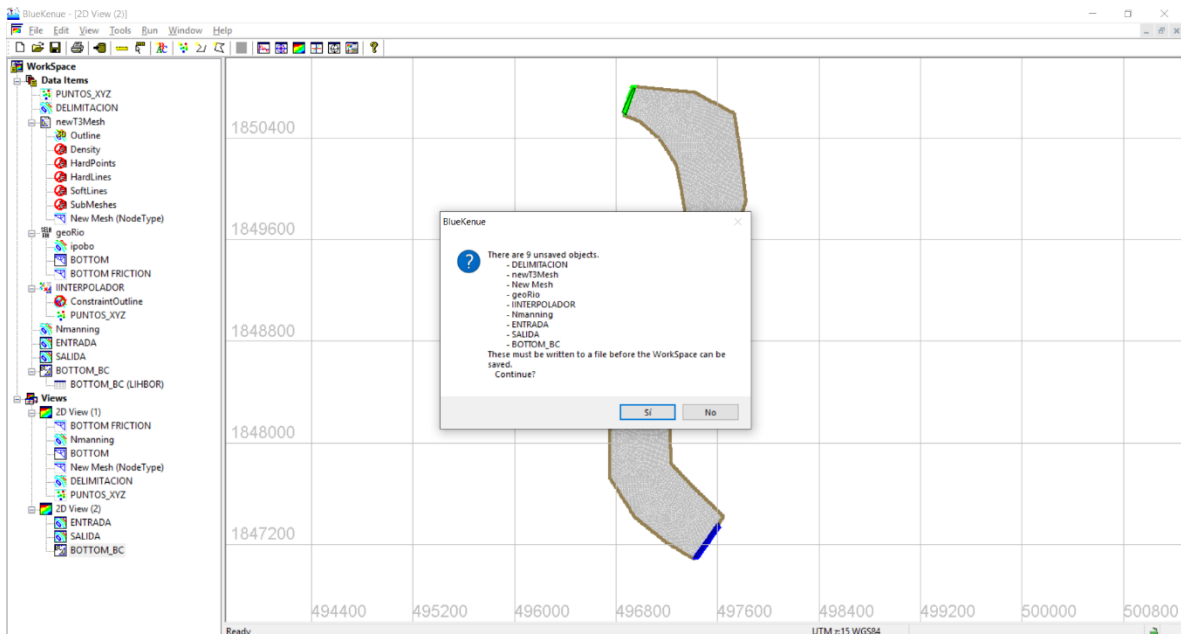 BlueKenue - [2D View (2)]
File Edit View Tools Run Window Help
WorkSpace
Data Items
PUNTOS_XYZ
DELIMITACION
newT3Mesh
Outline
Density
HardPoints
HardLines
SoftLines
SubMeshes
New Mesh (NodeType)
geoRio
ipobo
BOTTOM
BOTTOM FRICTION
IINTERPOLADOR
ConstraintOutline
PUNTOS_XYZ
Nmanning
ENTRADA
SALIDA
BOTTOM_BC
BOTTOM_BC (LIHBOR)
Views
2D View (1)
BOTTOM FRICTION
Nmanning
BOTTOM
New Mesh (NodeType)
DELIMITACION
PUNTOS_XYZ
2D View (2)
ENTRADA
SALIDA
BOTTOM_BC
1850400
1849600
1848800
1848000
1847200
494400 495200 496000 496800 497600 498400 499200 500000 500800
BlueKenue
There are 9 unsaved objects.
- DELIMITACION
- newT3Mesh
- New Mesh
- geoRio
- IINTERPOLADOR
- Nmanning
- ENTRADA
- SALIDA
- BOTTOM_BC
These must be written to a file before the WorkSpace can be
saved.
Continue?
Sí No
Ready UTM z:15 WGS84